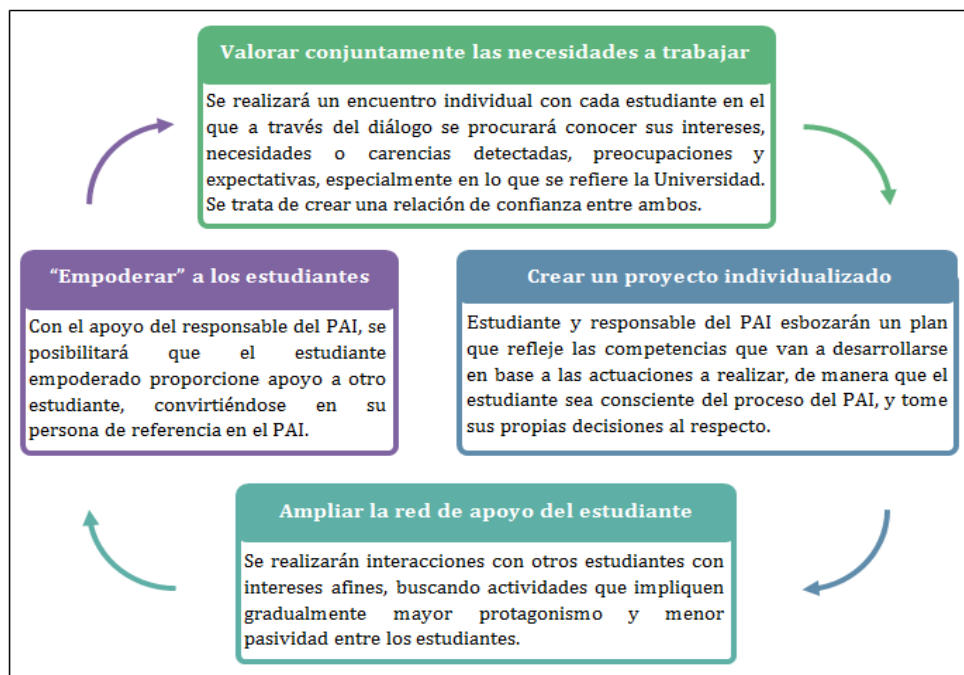 Valorar conjuntamente las necesidades a trabajar
Se realizará un encuentro individual con cada estudiante en el
que a través del diálogo se procurará conocer sus intereses,
necesidades o carencias detectadas, preocupaciones y
expectativas, especialmente en lo que se refiere la Universidad.
Se trata de crear una relación de confianza entre ambos.
Crear un proyecto individualizado
Estudiante y responsable del PAI esbozarán un plan
que refleje las competencias que van a desarrollarse
en base a las actuaciones a realizar, de manera que el
estudiante sea consciente del proceso del PAI, y tome
sus propias decisiones al respecto.
Ampliar la red de apoyo del estudiante
Se realizarán interacciones con otros estudiantes con
intereses afines, buscando actividades que impliquen
gradualmente mayor protagonismo y menor
pasividad entre los estudiantes.
“Empoderar” a los estudiantes
Con el apoyo del responsable del PAI, se
posibilitará que el estudiante
empoderado proporcione apoyo a otro
estudiante, convirtiéndose en su
persona de referencia en el PAI.